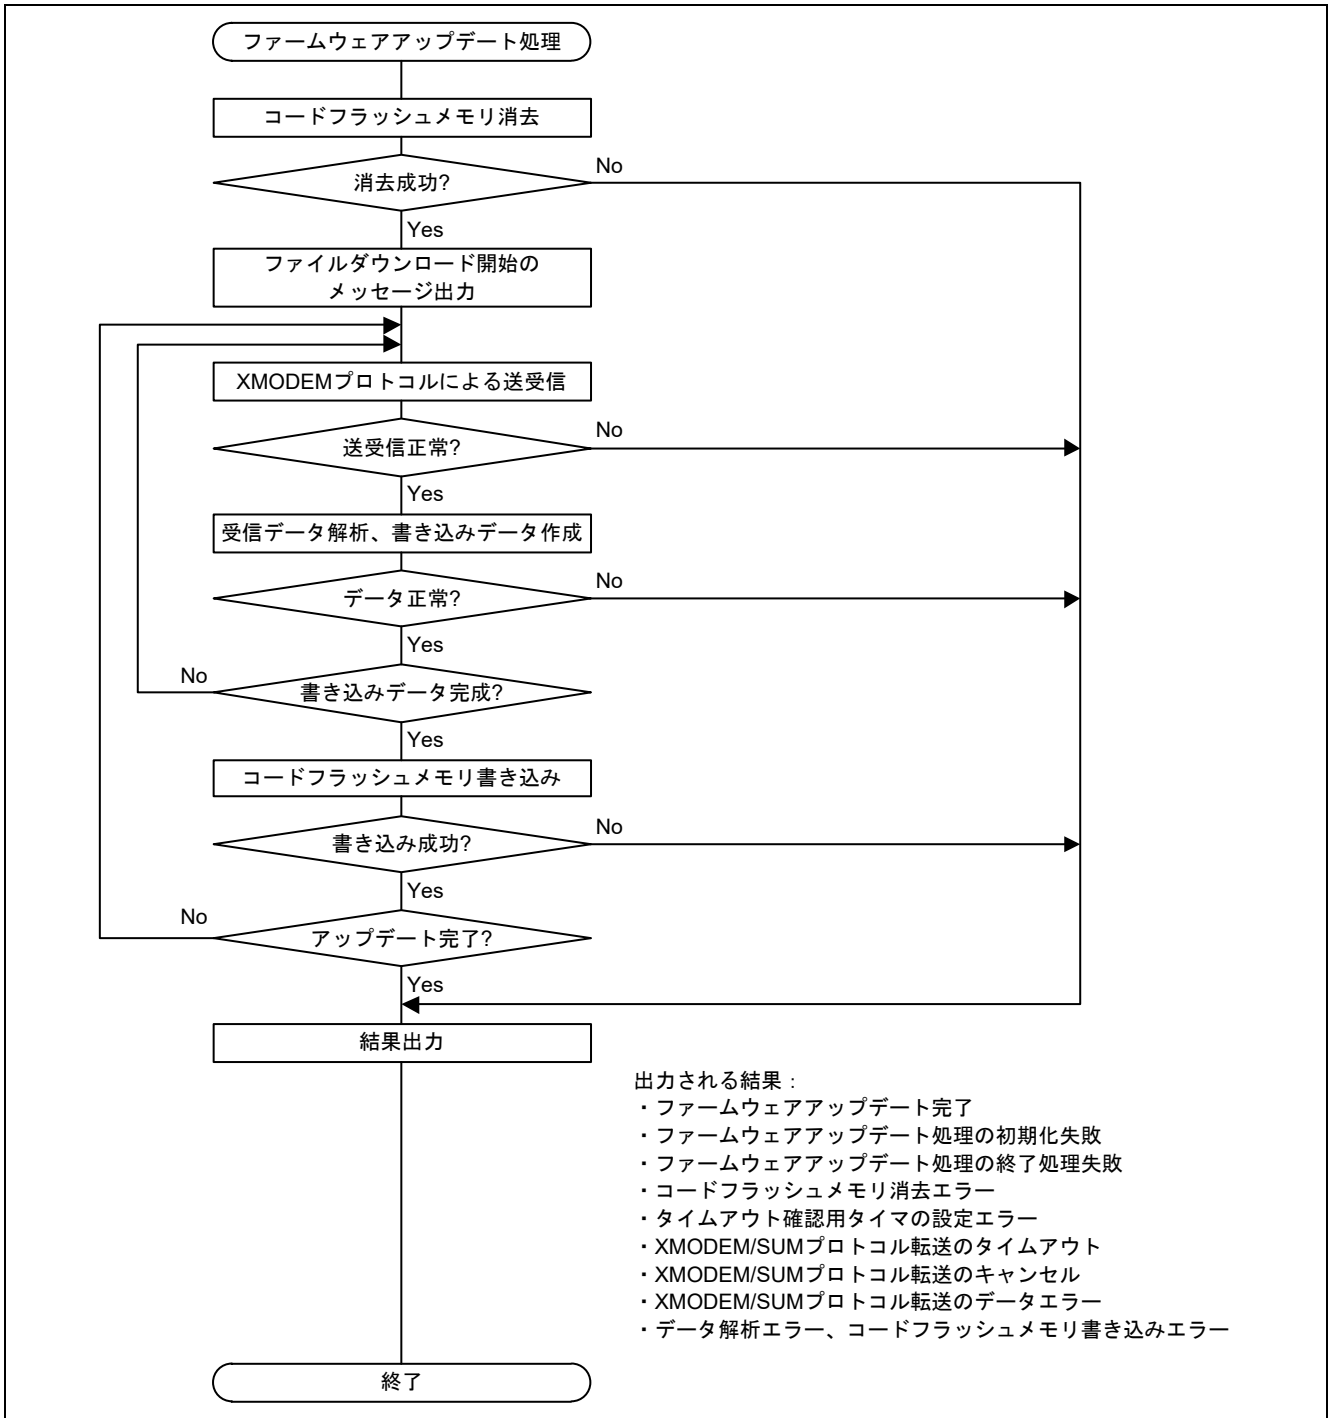 ファームウェアアップデート処理
コードフラッシュメモリ消去
消去成功?
No
Yes
ファイルダウンロード開始の
メッセージ出力
XMODEMプロトコルによる送受信
送受信正常?
No
Yes
受信データ解析、書き込みデータ作成
データ正常?
No
Yes
No
書き込みデータ完成?
Yes
コードフラッシュメモリ書き込み
書き込み成功?
No
Yes
No
アップデート完了?
Yes
結果出力
出力される結果：
・ファームウェアアップデート完了
・ファームウェアアップデート処理の初期化失敗
・ファームウェアアップデート処理の終了処理失敗
・コードフラッシュメモリ消去エラー
・タイムアウト確認用タイマの設定エラー
・XMODEM/SUMプロトコル転送のタイムアウト
・XMODEM/SUMプロトコル転送のキャンセル
・XMODEM/SUMプロトコル転送のデータエラー
・データ解析エラー、コードフラッシュメモリ書き込みエラー
終了